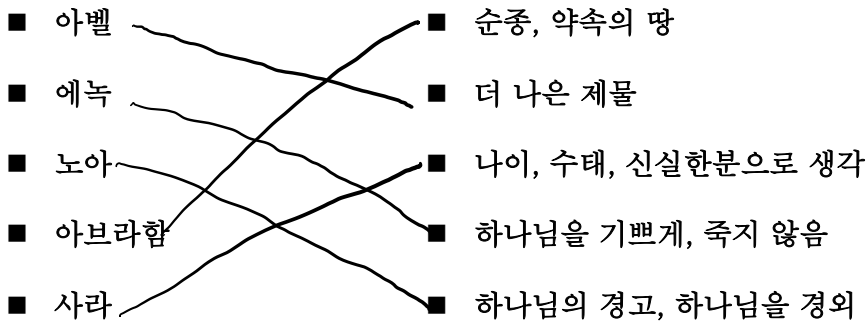 ■ 아벨 ■ 순종, 약속의 땅
■ 에녹 ■ 더 나은 제물
■ 노아 ■ 나이, 수태, 신실한분으로 생각
■ 아브라함 ■ 하나님을 기쁘게, 죽지 않음
■ 사라 ■ 하나님의 경고, 하나님을 경외